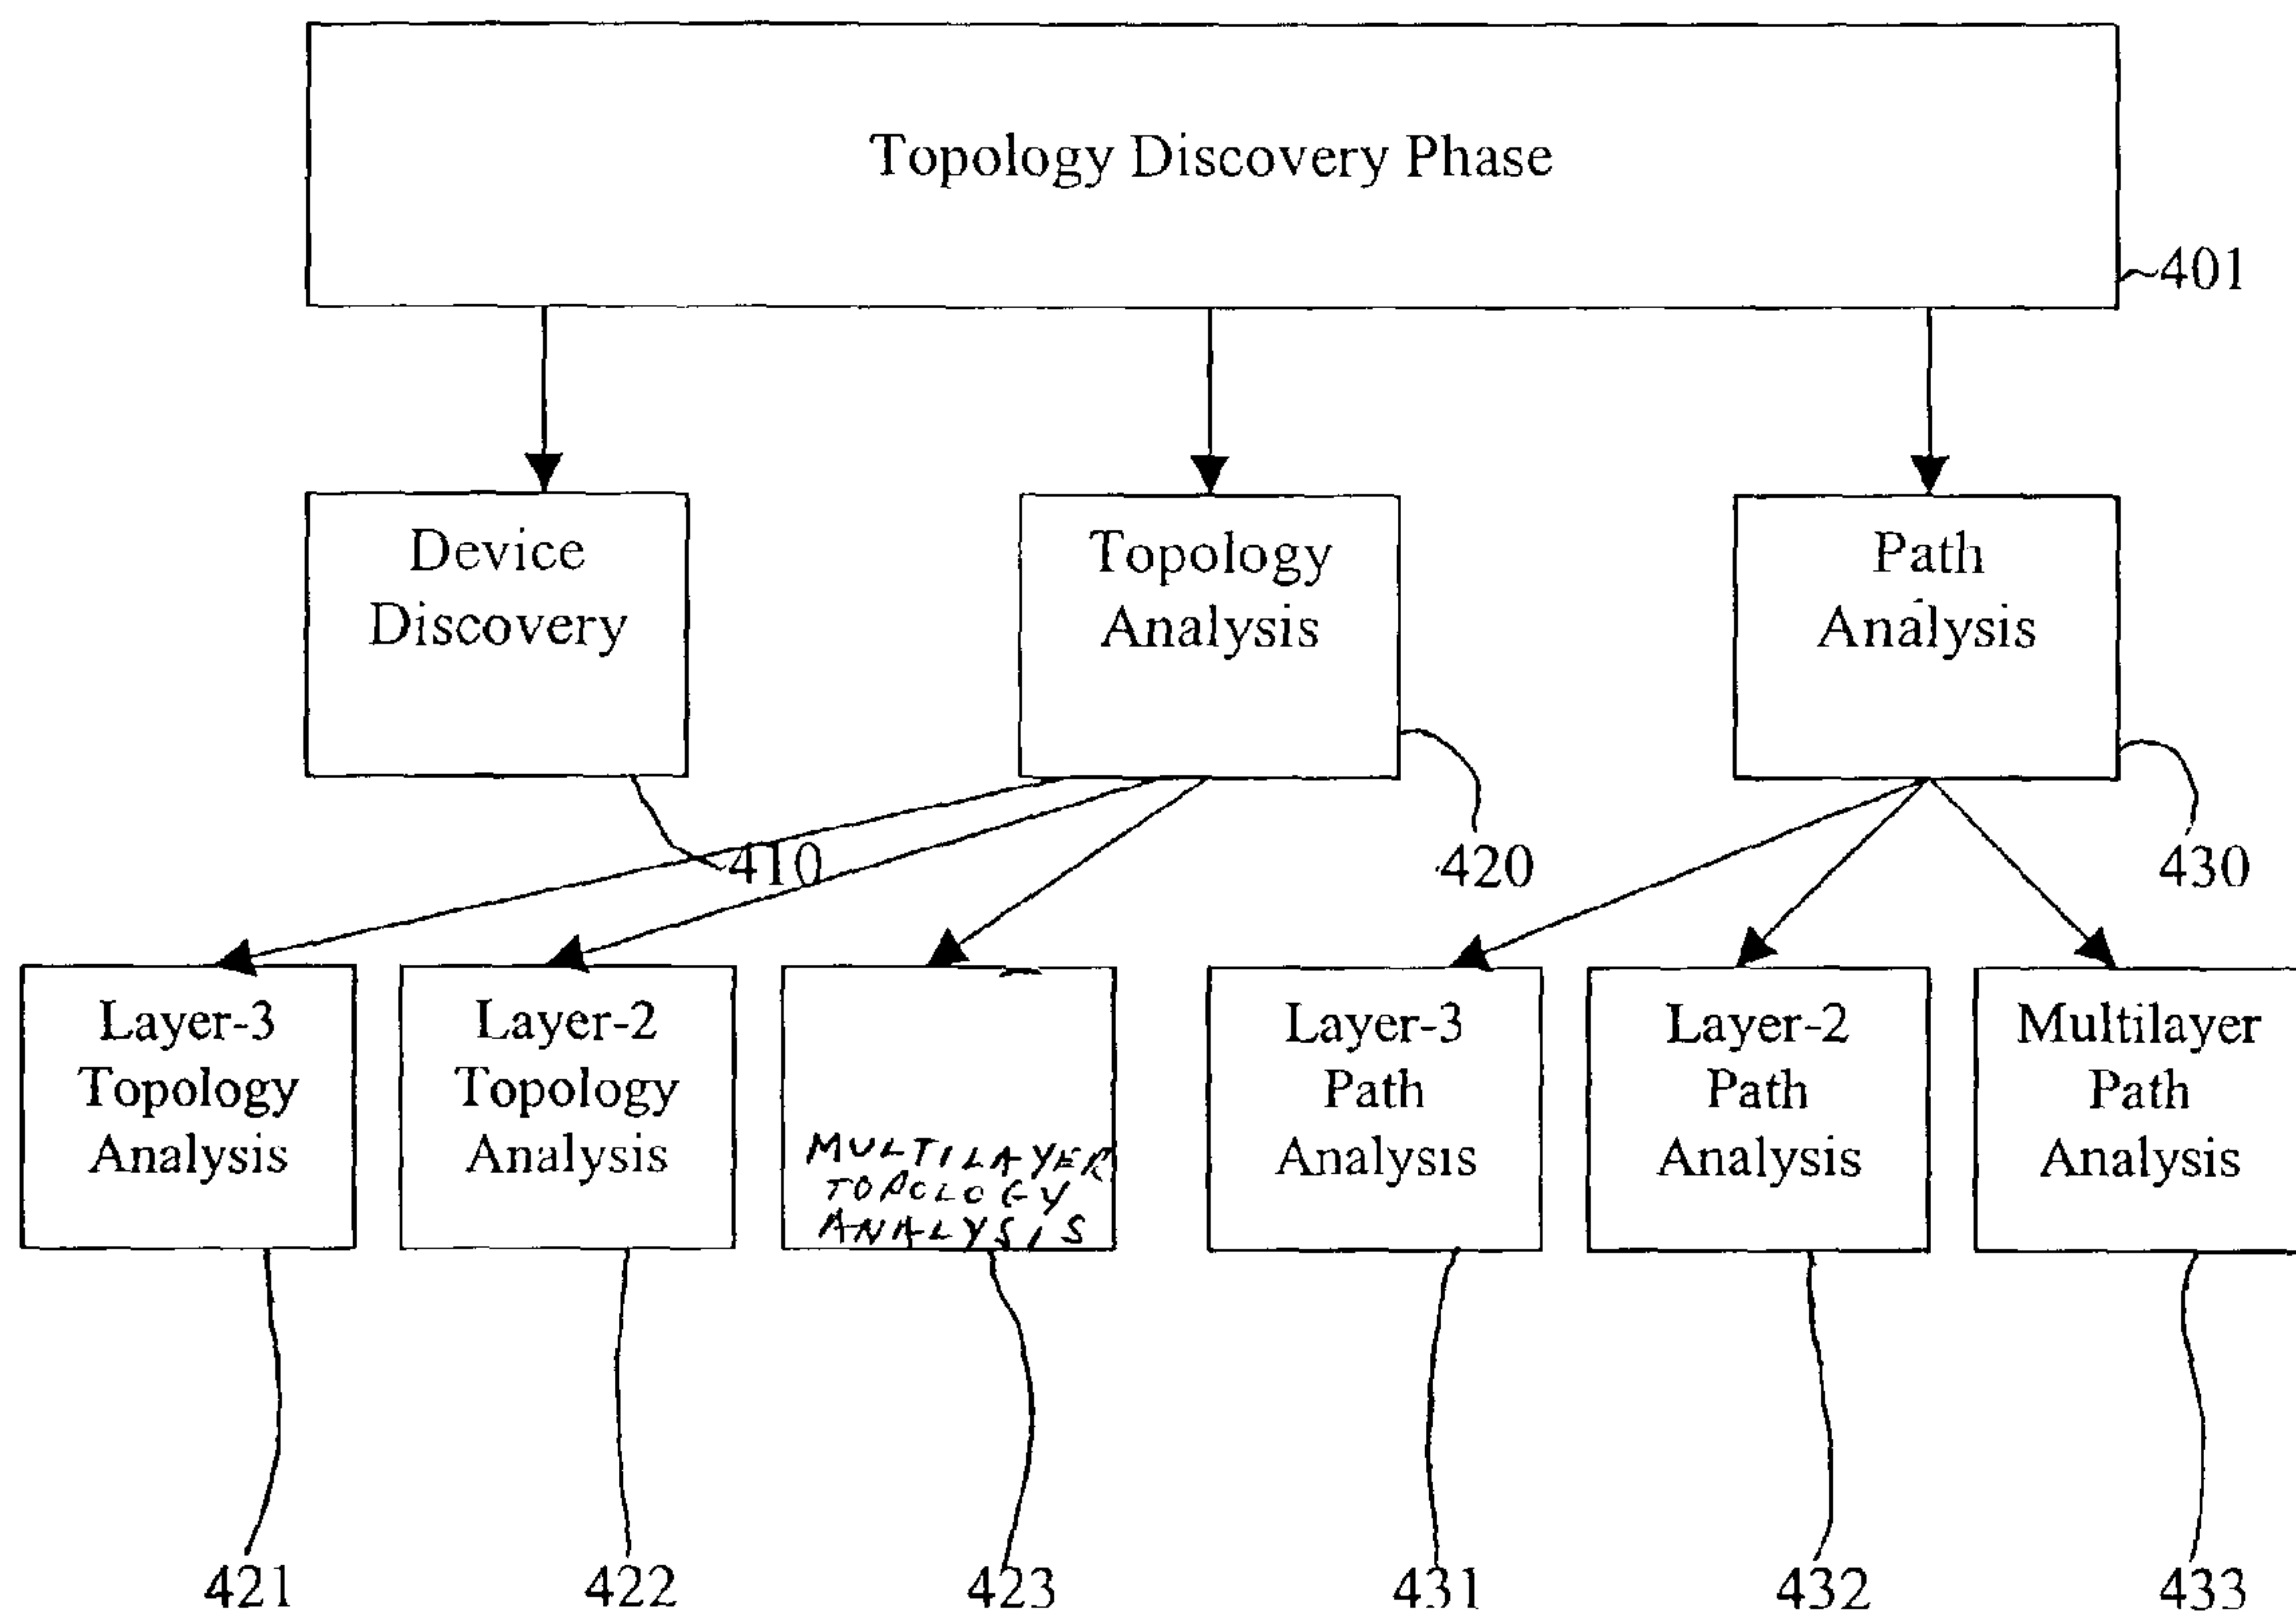 Topology Discovery Phase
401
Device
Discovery
Topology
Analysis
Path
Analysis
410
420
430
Layer-3
Topology
Analysis
Layer-2
Topology
Analysis
MULTILAYER
TOPOLOGY
ANALYSIS
Layer-3
Path
Analysis
Layer-2
Path
Analysis
Multilayer
Path
Analysis
421
422
423
431
432
433